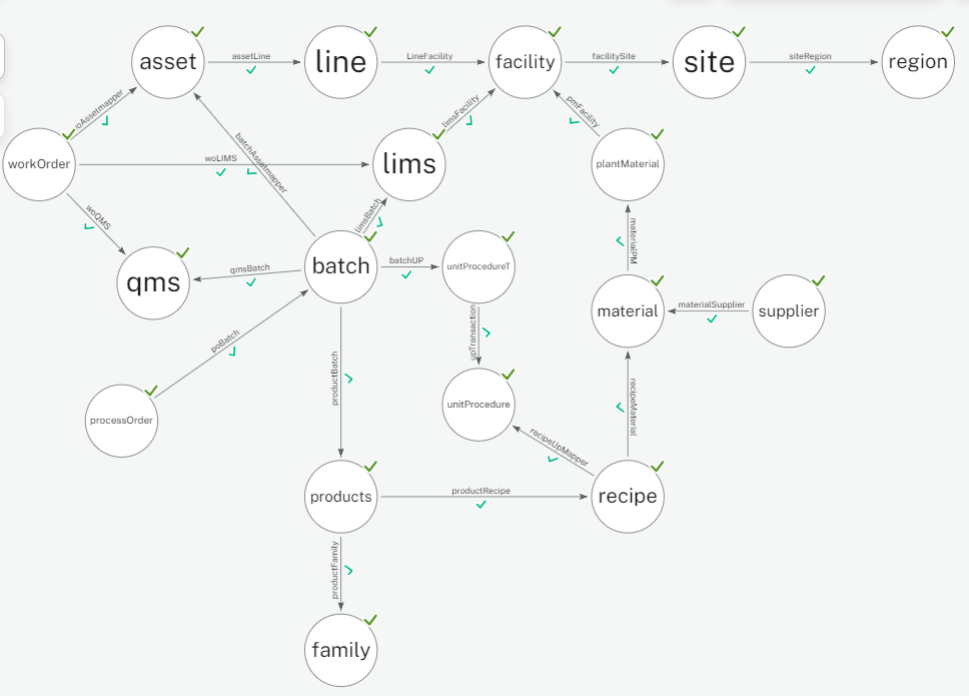 asset
assetLine
line
LineFacility
facility
facilitySite
site
siteRegion
region
workOrder
woLIMS
batchAssetmapper
lims
limsFacility
pmFacility
plantMaterial
woQMS
qms
qmsBatch
limsBatch
batch
batchUP
unitProcedureT
materialPM
material
materialSupplier
supplier
poBatch
processOrder
productBatch
upTransaction
unitProcedure
recipeUpMapper
recipeMaterial
products
productRecipe
recipe
productFamily
family